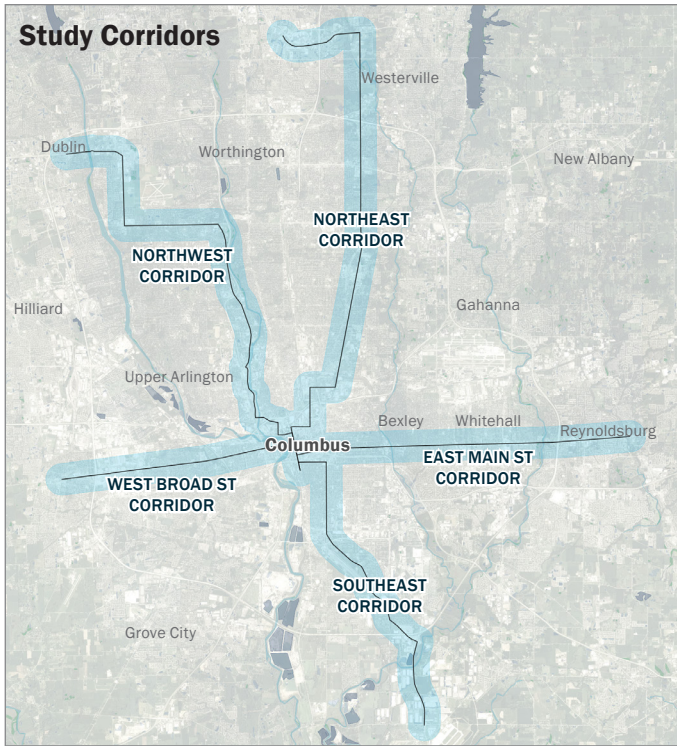 Study Corridors
Westerville
Dublin
Worthington
New Albany
NORTHEAST
CORRIDOR
NORTHWEST
CORRIDOR
Hilliard
Gahanna
Upper Arlington
Bexley
Whitehall
Reynoldsburg
Columbus
EAST MAIN ST
CORRIDOR
WEST BROAD ST
CORRIDOR
SOUTHEAST
CORRIDOR
Grove City